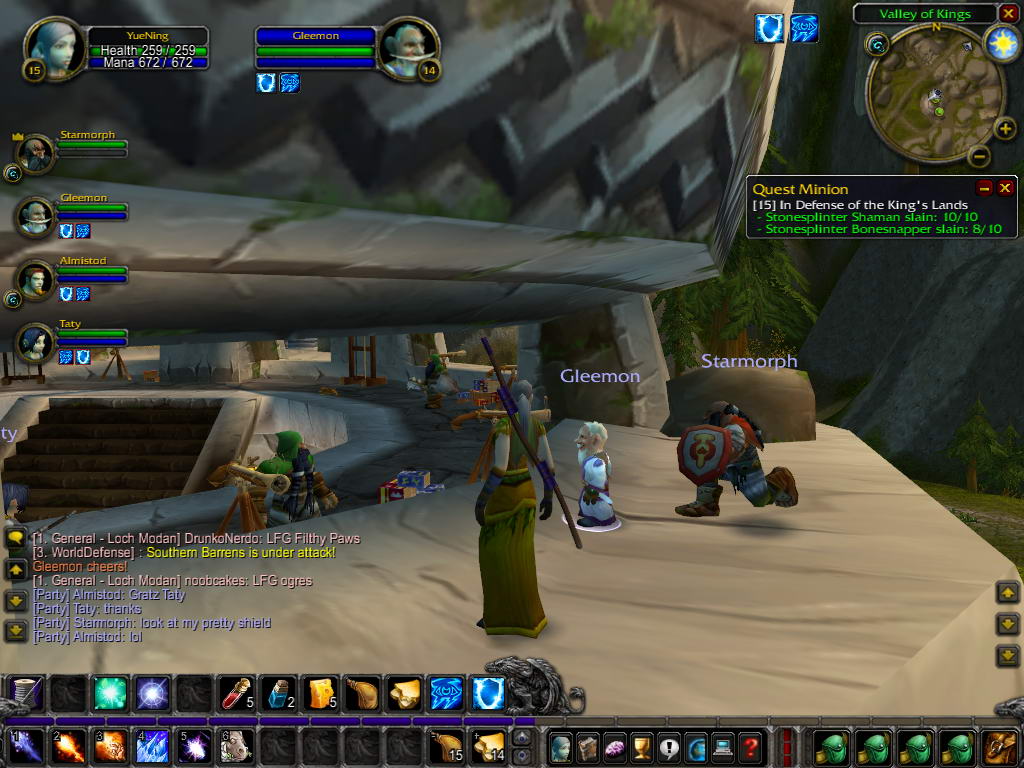 YueNing
Health 259 / 259
Mana 672 / 672
15
Gleemon
14
Valley of Kings
N
Starmorph
Gleemon
Almistod
Taty
Quest Minion
[15] In Defense of the King's Lands
- Stonesplinter Shaman slain: 10/10
- Stonesplinter Bonesnapper slain: 8/10
Gleemon
Starmorph
ty
[1. General - Loch Modan] DrunkoNerdo: LFG Filthy Paws
[3. WorldDefense] : Southern Barrens is under attack!
Gleemon cheers!
[1. General - Loch Modan] noobcakes: LFG ogres
[Party] Almistod: Gratz Taty
[Party] Taty: thanks
[Party] Starmorph: look at my pretty shield
[Party] Almistod: lol
5 2 5
1 2 3 4 5 6 15 14